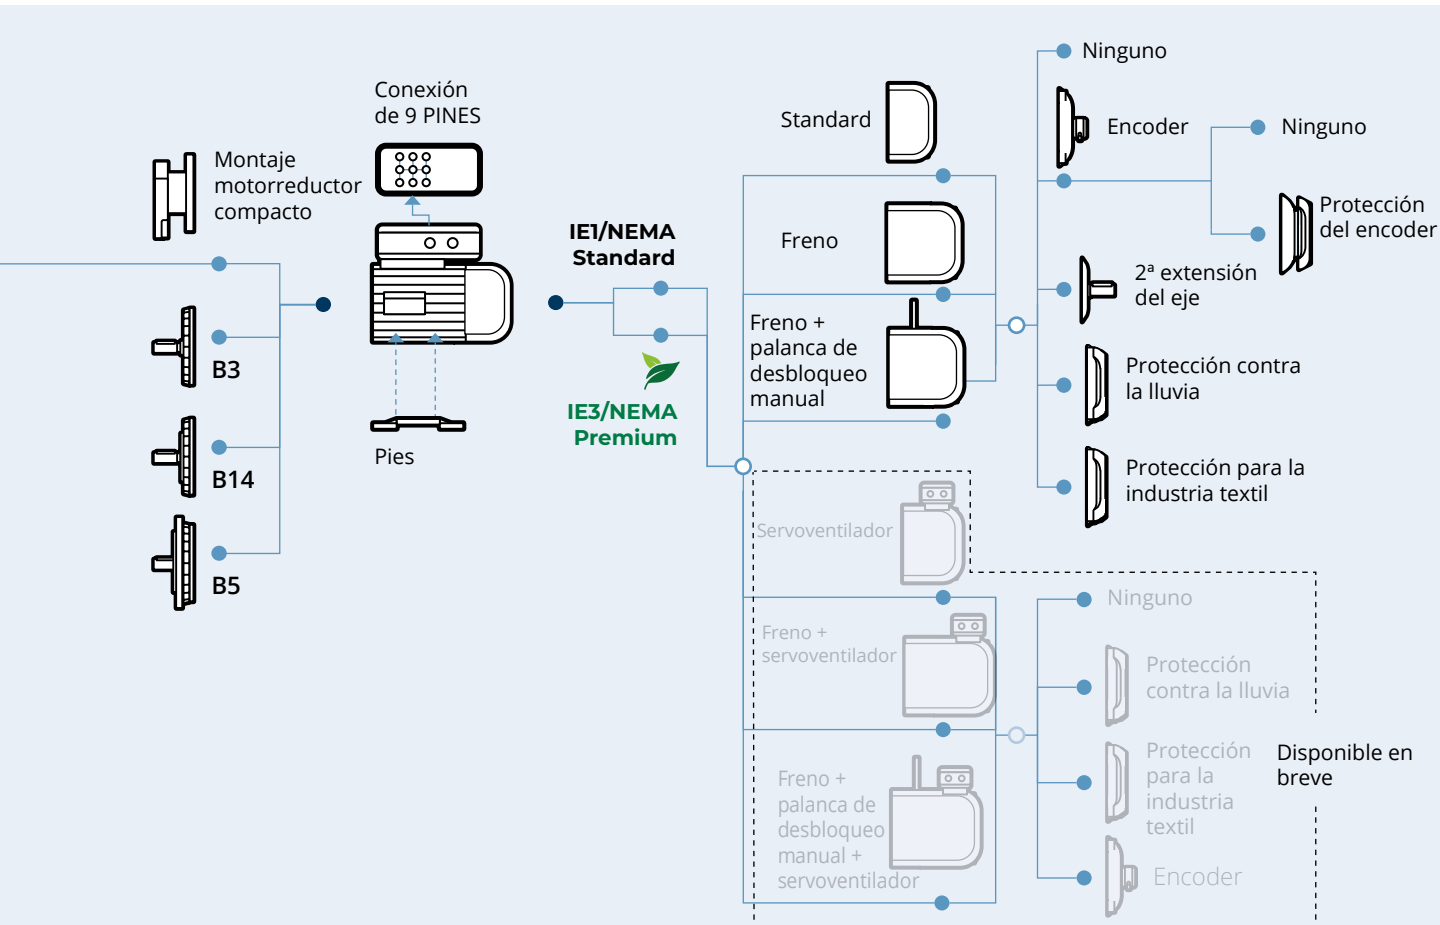 Conexión
de 9 PINES
Montaje
motorreductor
compacto
B3
B14
B5
Pies
IE1/NEMA
Standard
IE3/NEMA
Premium
Standard
Freno
Freno +
palanca de
desbloqueo
manual
Ninguno
Encoder
Ninguno
Protección
del encoder
2ª extensión
del eje
Protección contra
la lluvia
Protección para la
industria textil
Servoventilador
Freno +
servoventilador
Freno +
palanca de
desbloqueo
manual +
servoventilador
Ninguno
Protección
contra la lluvia
Protección
para la
industria
textil
Encoder
Disponible en
breve